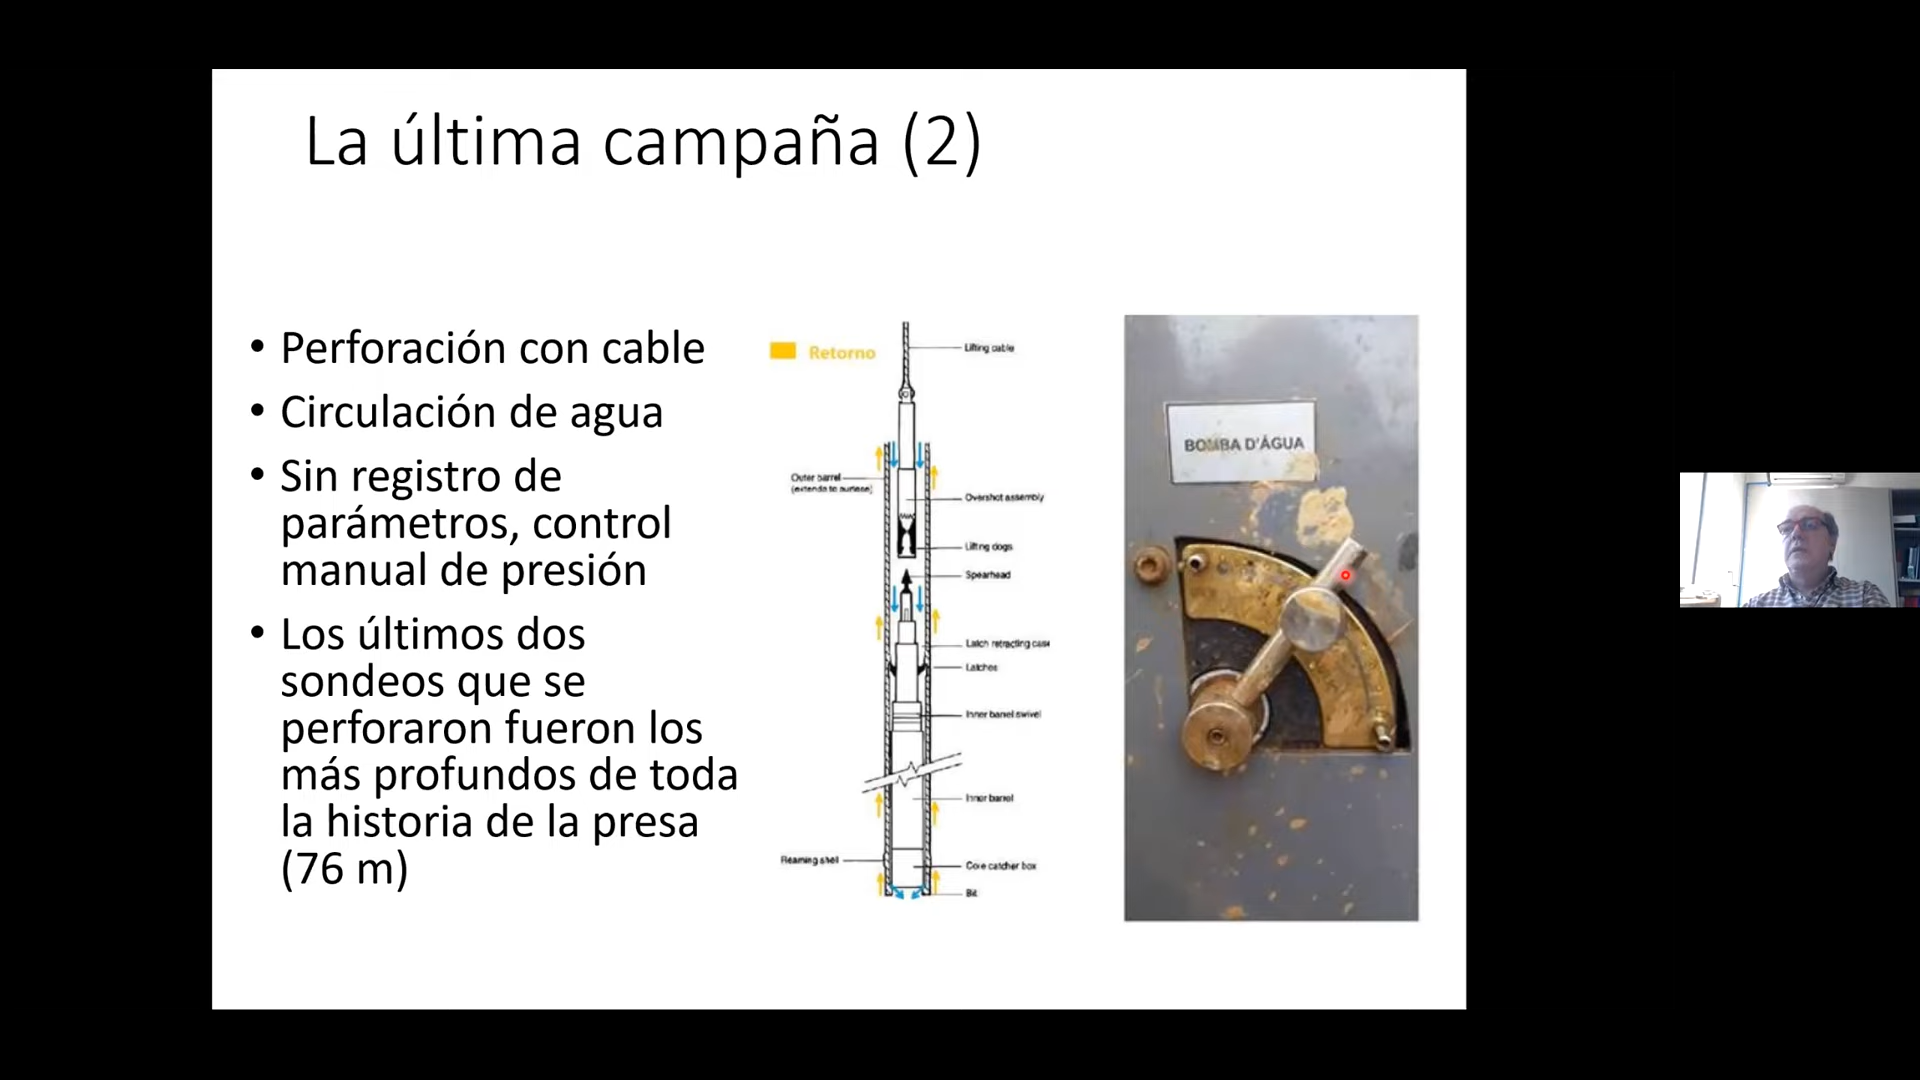 La última campaña (2)
• Perforación con cable
• Circulación de agua
• Sin registro de
parámetros, control
manual de presión
• Los últimos dos
sondeos que se
perforaron fueron los
más profundos de toda
la historia de la presa
(76 m)
Retorno
Lifting cable
Outer barrel
(extends to surface)
Overshot assembly
Lifting dogs
Spearhead
Latch retracting case
Latches
Inner barrel swivel
Inner barrel
Reaming shell
Core catcher box
Bit
BOMBA D'ÁGUA